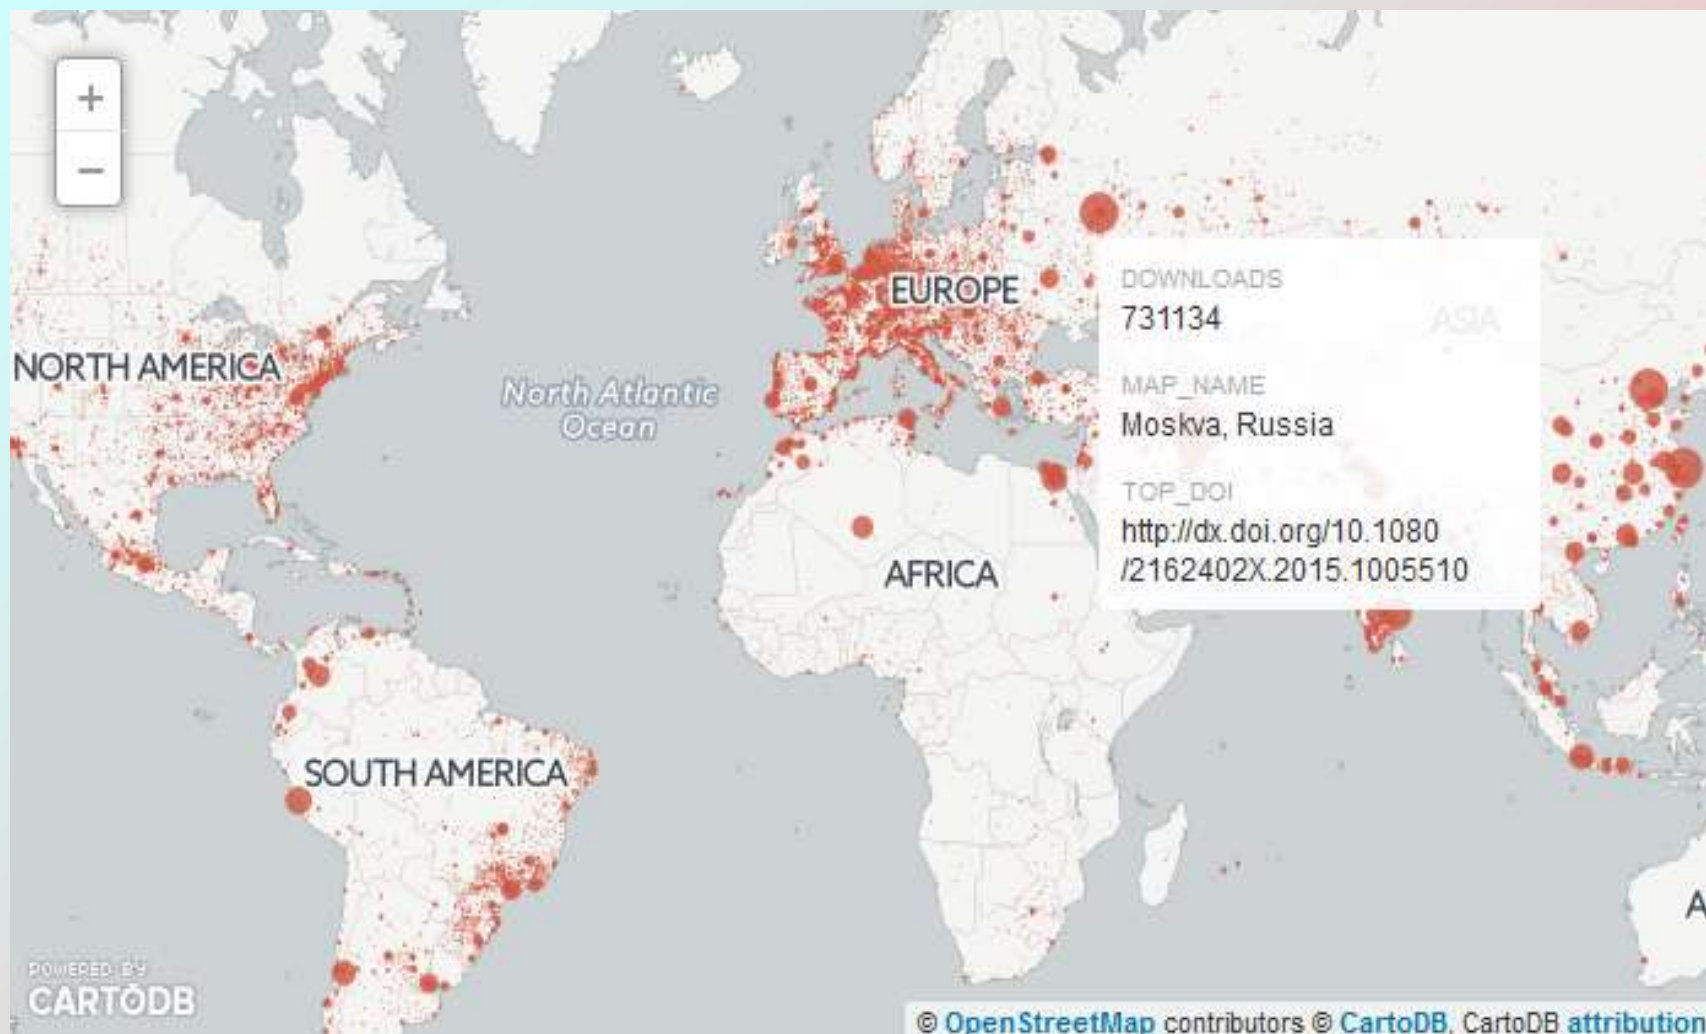 +
−
NORTH AMERICA
North Atlantic
Ocean
EUROPE
ASIA
AFRICA
SOUTH AMERICA
DOWNLOADS
731134
MAP_NAME
Moskva, Russia
TOP_DOI
http://dx.doi.org/10.1080
/2162402X.2015.1005510
A
POWERED BY
CARTODB
© OpenStreetMap contributors © CartoDB, CartoDB attribution